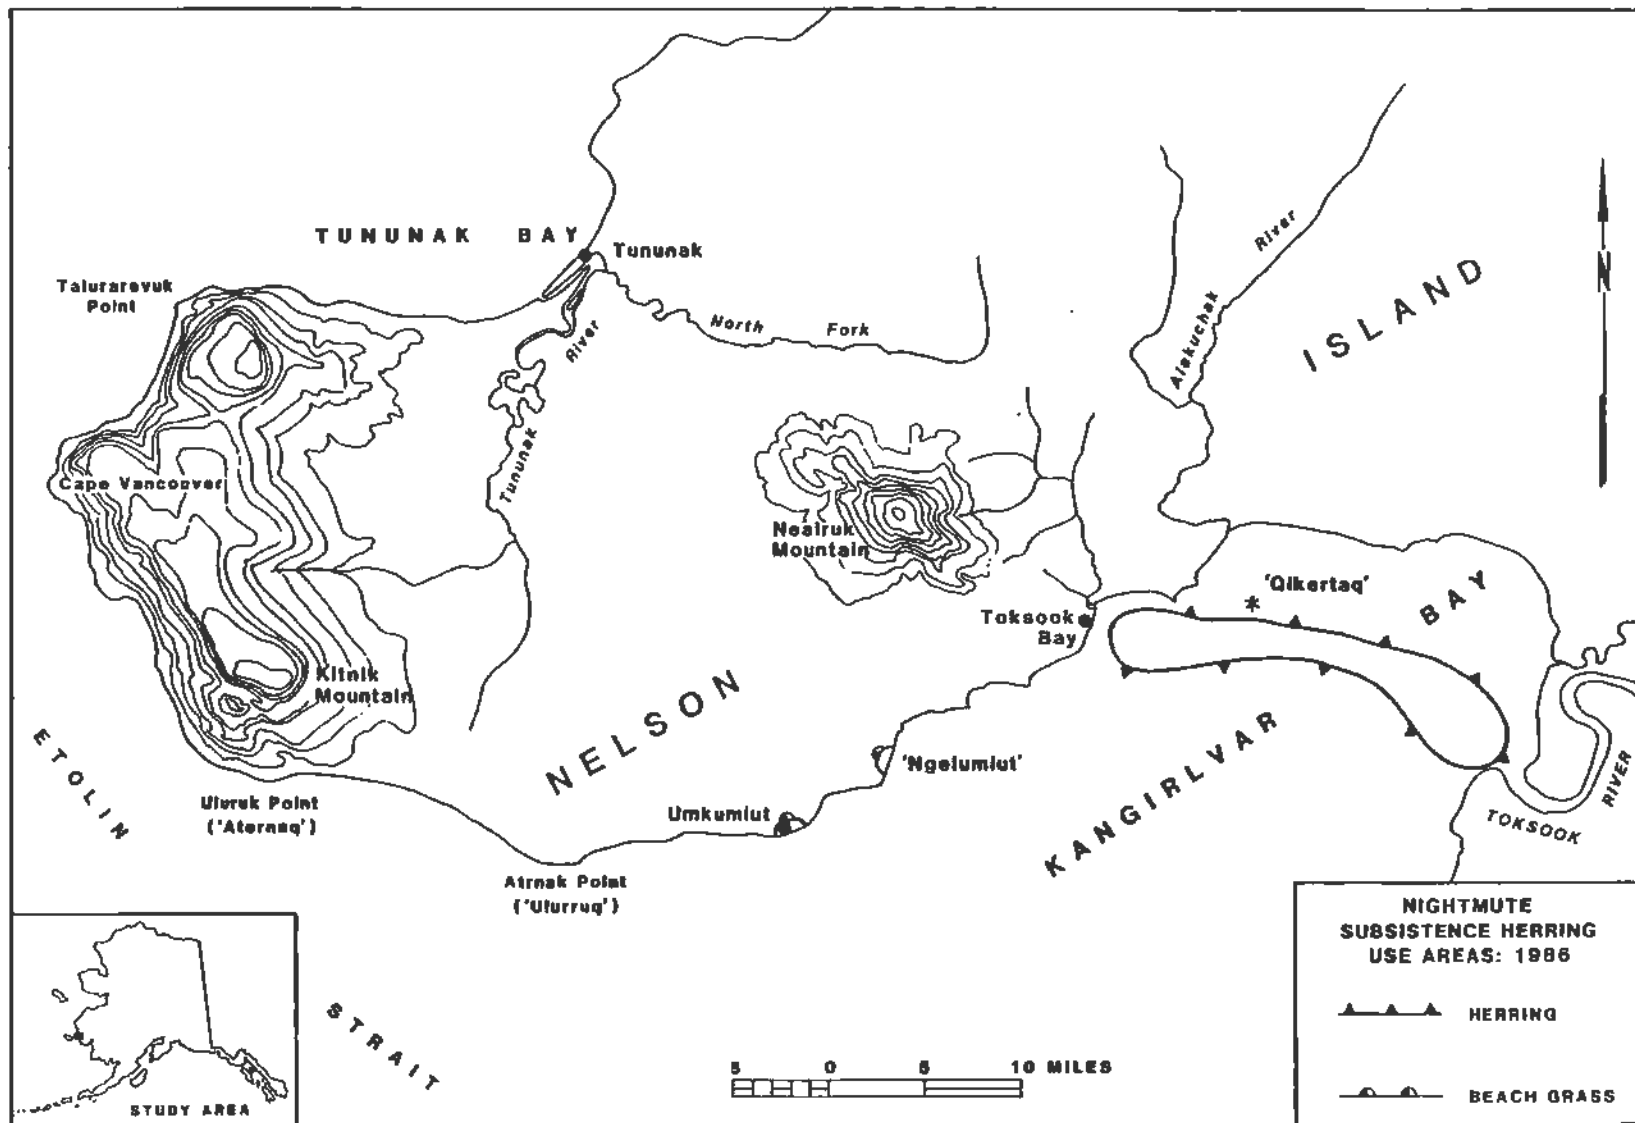 TUNUNAK BAY
Tununak
Talurarevuk
Point
North Fork
River
Tununak
Alakuchak
River
ISLAND
N
Cape Vancouver
Nealruk
Mountain
'Qikertaq'
BAY
Toksook
Bay
Kitnik
Mountain
NELSON
'Ngelumiut'
KANGIRLVAR
ETOLIN
Uluruk Point
('Aternaq')
Umkumiut
TOKSOOK
RIVER
Atrnak Point
('Ulurruq')
STRAIT
STUDY AREA
5 0 5 10 MILES
NIGHTMUTE
SUBSISTENCE HERRING
USE AREAS: 1986
HERRING
BEACH GRASS